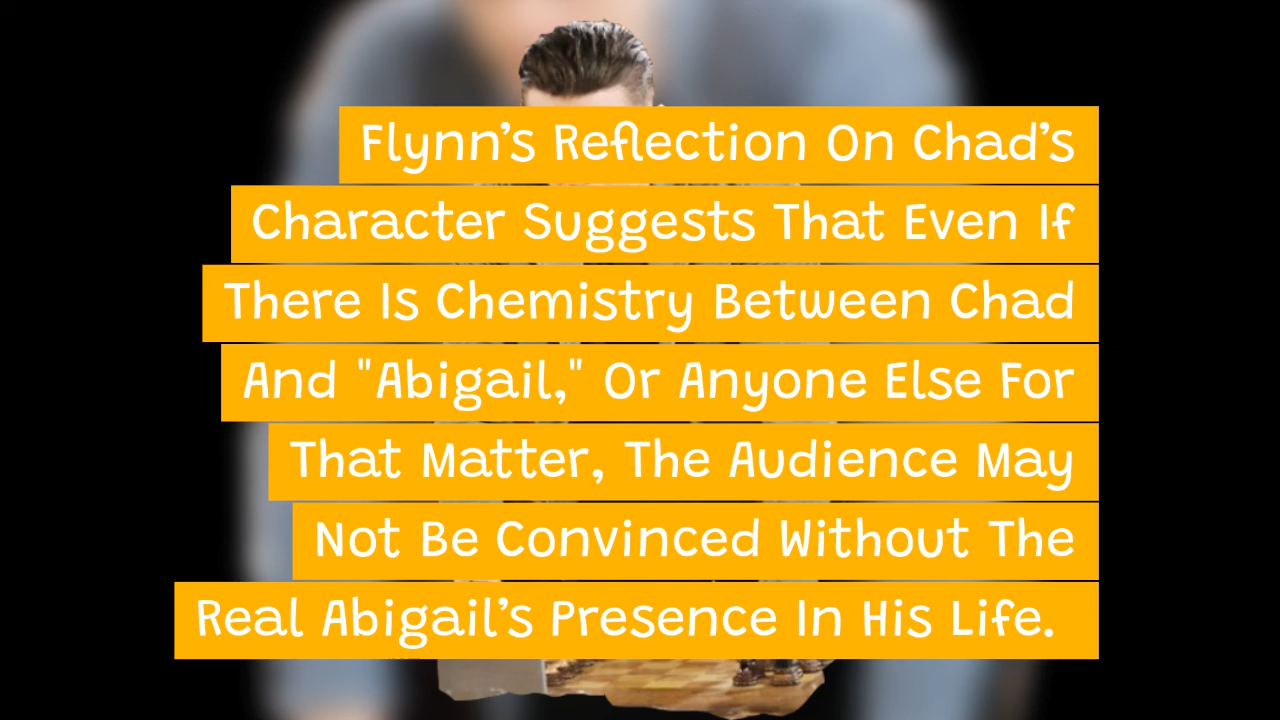 Flynn’s Reflection On Chad’s
Character Suggests That Even If
There Is Chemistry Between Chad
And "Abigail," Or Anyone Else For
That Matter, The Audience May
Not Be Convinced Without The
Real Abigail’s Presence In His Life.